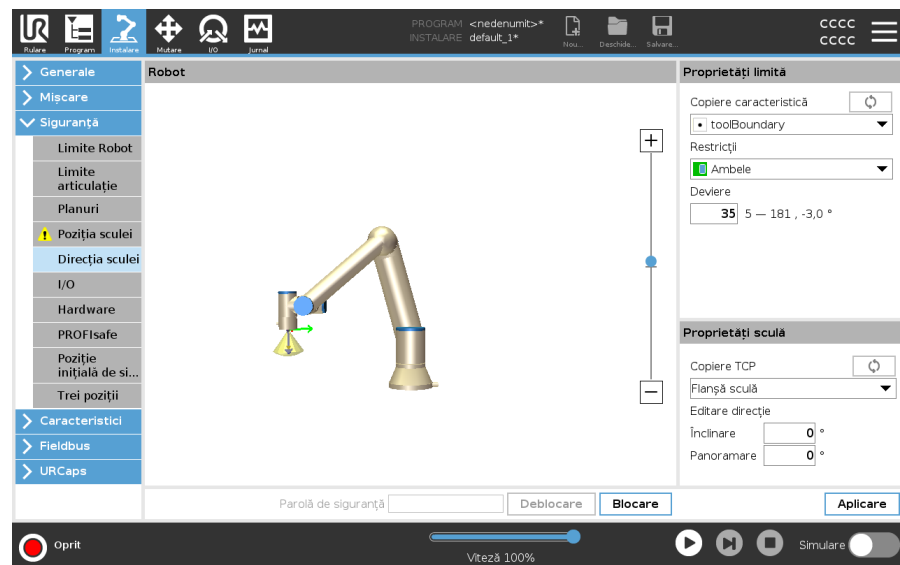 Rulare
Program
Instalare
Mutare
I/O
Jurnal
PROGRAM <nedenumit>*
INSTALARE default_1*
Nou...
Deschide...
Salvare...
cccc
cccc
Generale
Mișcare
Siguranță
Limite Robot
Limite
articulație
Planuri
Poziția sculei
Direcția sculei
I/O
Hardware
PROFIsafe
Poziție
inițială de si...
Trei poziții
Caracteristici
Fieldbus
URCaps
Robot
Parolă de siguranță
Deblocare
Blocare
Proprietăți limită
Copiere caracteristică
toolBoundary
Restricții
Ambele
Deviere
35 5 — 181 , -3,0 °
Proprietăți sculă
Copiere TCP
Flanșă sculă
Editare direcție
Înclinare 0 °
Panoramare 0 °
Aplicare
Oprit
Viteză 100%
Simulare